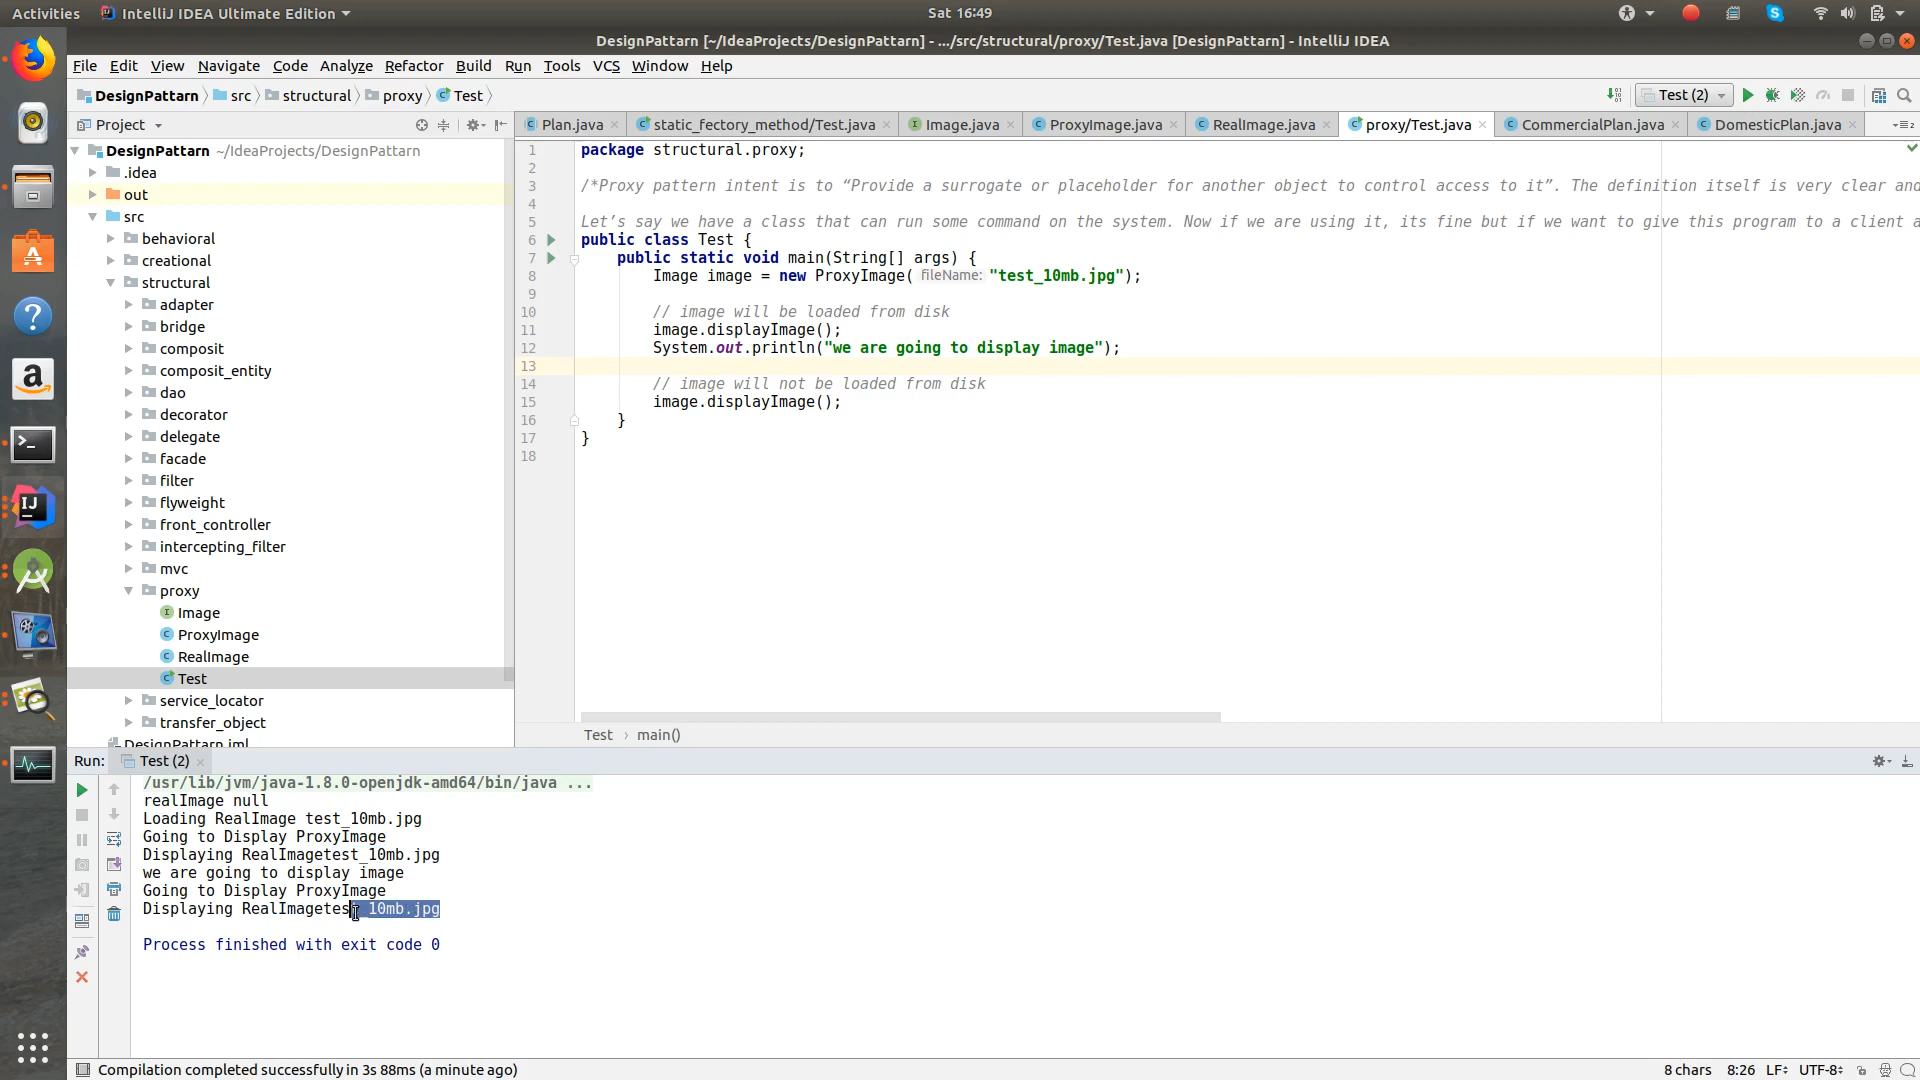 Activities IntelliJ IDEA Ultimate Edition Sat 16:49
DesignPattarn [~/IdeaProjects/DesignPattarn] - .../src/structural/proxy/Test.java [DesignPattarn] - IntelliJ IDEA
File Edit View Navigate Code Analyze Refactor Build Run Tools VCS Window Help
DesignPattarn src structural proxy Test Test (2)
Project
Plan.java static_fectory_method/Test.java Image.java ProxyImage.java RealImage.java proxy/Test.java CommercialPlan.java DomesticPlan.java
DesignPattarn ~/IdeaProjects/DesignPattarn
.idea
out
src
behavioral
creational
structural
adapter
bridge
composit
composit_entity
dao
decorator
delegate
facade
filter
flyweight
front_controller
intercepting_filter
mvc
proxy
Image
ProxyImage
RealImage
Test
service_locator
transfer_object
DesignPattarn.iml
1 package structural.proxy;
2
3 /*Proxy pattern intent is to “Provide a surrogate or placeholder for another object to control access to it”. The definition itself is very clear and
4
5 Let’s say we have a class that can run some command on the system. Now if we are using it, its fine but if we want to give this program to a client a
6 public class Test {
7 public static void main(String[] args) {
8 Image image = new ProxyImage( fileName: "test_10mb.jpg");
9
10 // image will be loaded from disk
11 image.displayImage();
12 System.out.println("we are going to display image");
13
14 // image will not be loaded from disk
15 image.displayImage();
16 }
17 }
18
Test › main()
Run: Test (2)
/usr/lib/jvm/java-1.8.0-openjdk-amd64/bin/java ...
realImage null
Loading RealImage test_10mb.jpg
Going to Display ProxyImage
Displaying RealImagetest_10mb.jpg
we are going to display image
Going to Display ProxyImage
Displaying RealImagetest_10mb.jpg
Process finished with exit code 0
Compilation completed successfully in 3s 88ms (a minute ago) 8 chars 8:26 LF UTF-8